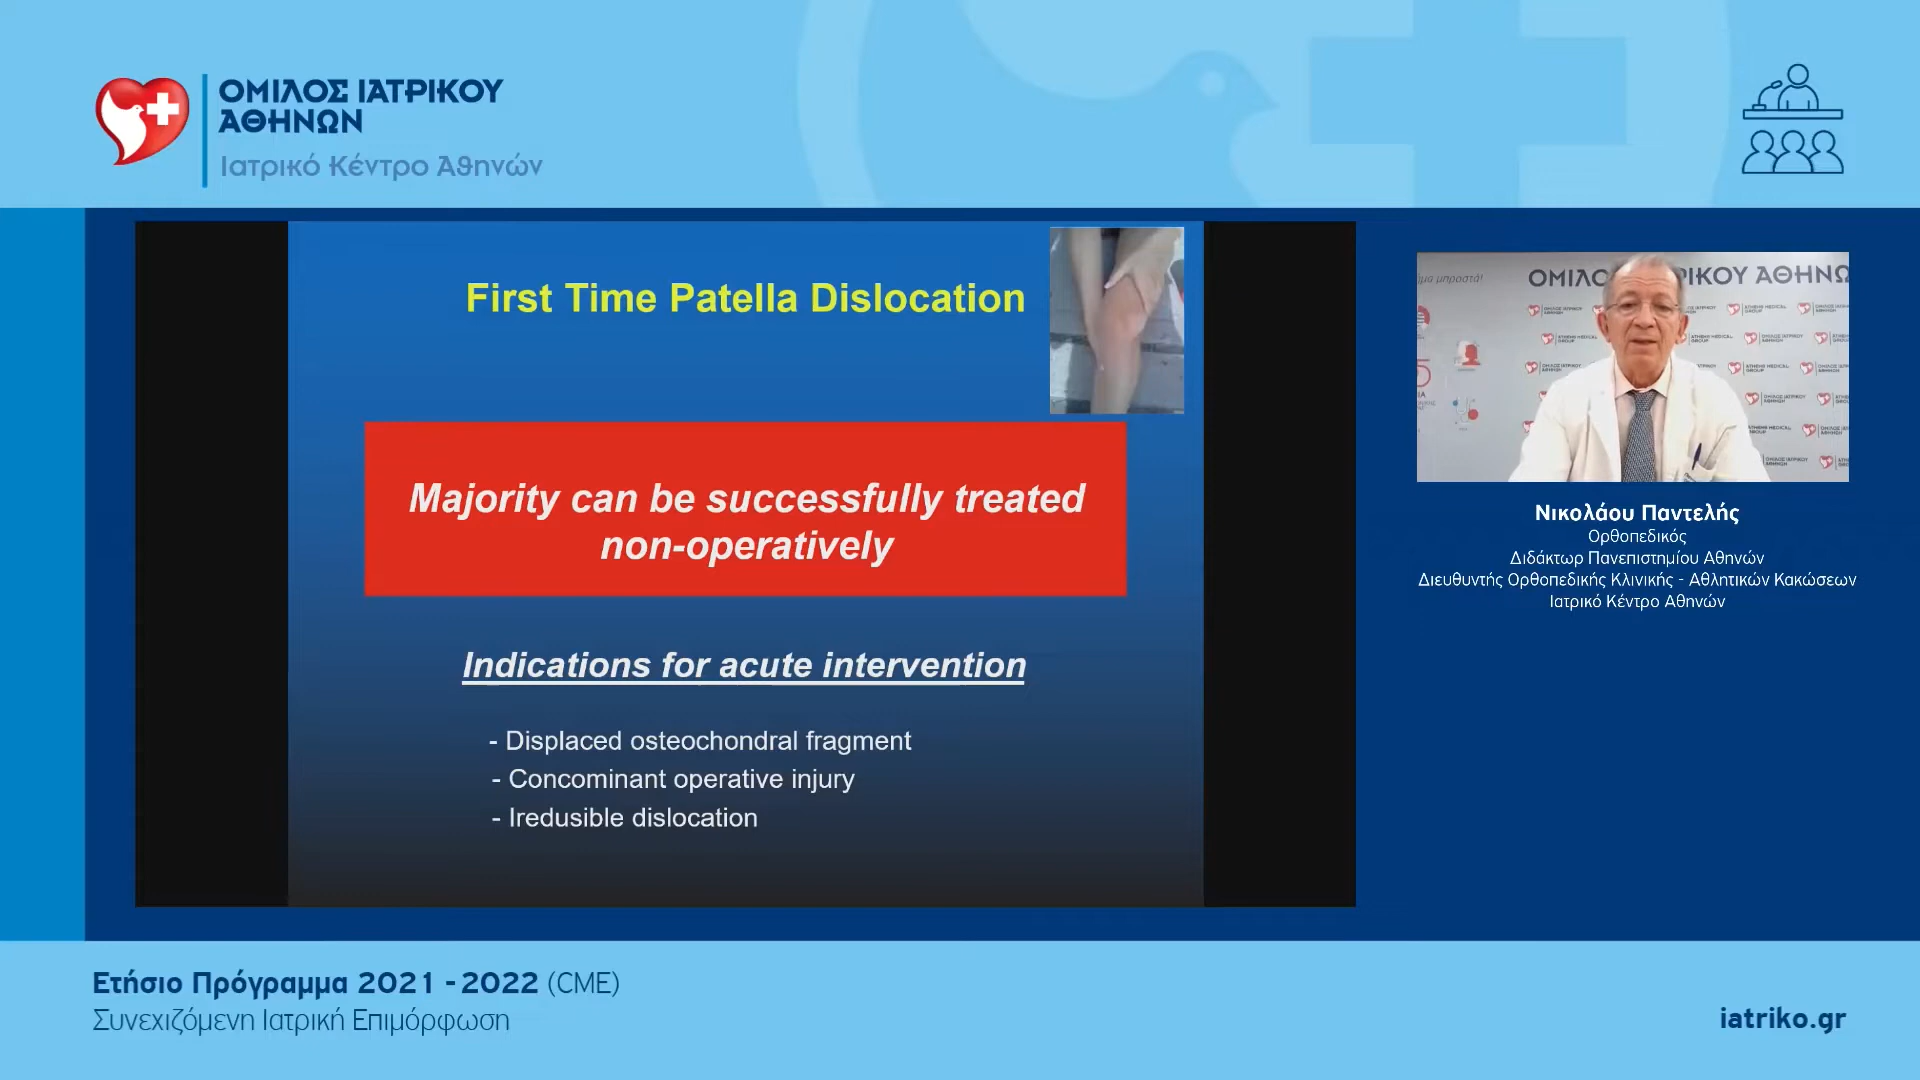 ΟΜΙΛΟΣ ΙΑΤΡΙΚΟΥ
ΑΘΗΝΩΝ
Ιατρικό Κέντρο Αθηνών
First Time Patella Dislocation
Majority can be successfully treated
non-operatively
Indications for acute intervention
- Displaced osteochondral fragment
- Concominant operative injury
- Iredusible dislocation
μπροστά!
Νικολάου Παντελής
Ορθοπεδικός
Διδάκτωρ Πανεπιστημίου Αθηνών
Διευθυντής Ορθοπεδικής Κλινικής - Αθλητικών Κακώσεων
Ιατρικό Κέντρο Αθηνών
Ετήσιο Πρόγραμμα 2021 - 2022 (CME)
Συνεχιζόμενη Ιατρική Επιμόρφωση
iatriko.gr